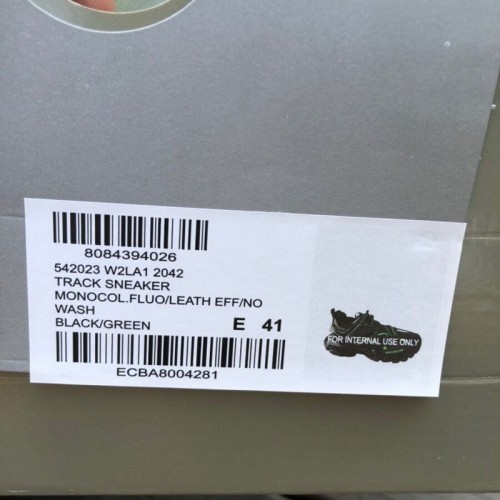 8084394026
542023 W2LA1 2042
TRACK SNEAKER
MONOCOL.FLUO/LEATH EFF/NO
WASH
BLACK/GREEN E 41
ECBA8004281
FOR INTERNAL USE ONLY